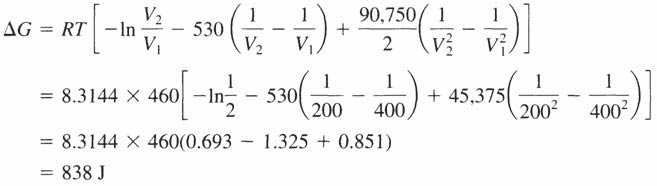 ΔG = RT[−ln V₂/V₁ − 530(1/V₂ − 1/V₁) + 90,750/2(1/V₂² − 1/V₁²)]
= 8.3144 × 460[−ln 1/2 − 530(1/200 − 1/400) + 45,375(1/200² − 1/400²)]
= 8.3144 × 460(0.693 − 1.325 + 0.851)
= 838 J